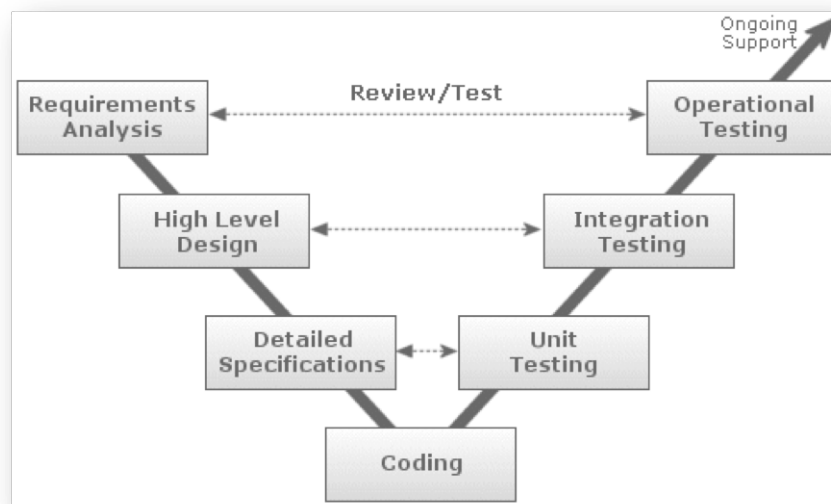 Ongoing
Support
Requirements
Analysis
Review/Test
Operational
Testing
High Level
Design
Integration
Testing
Detailed
Specifications
Unit
Testing
Coding